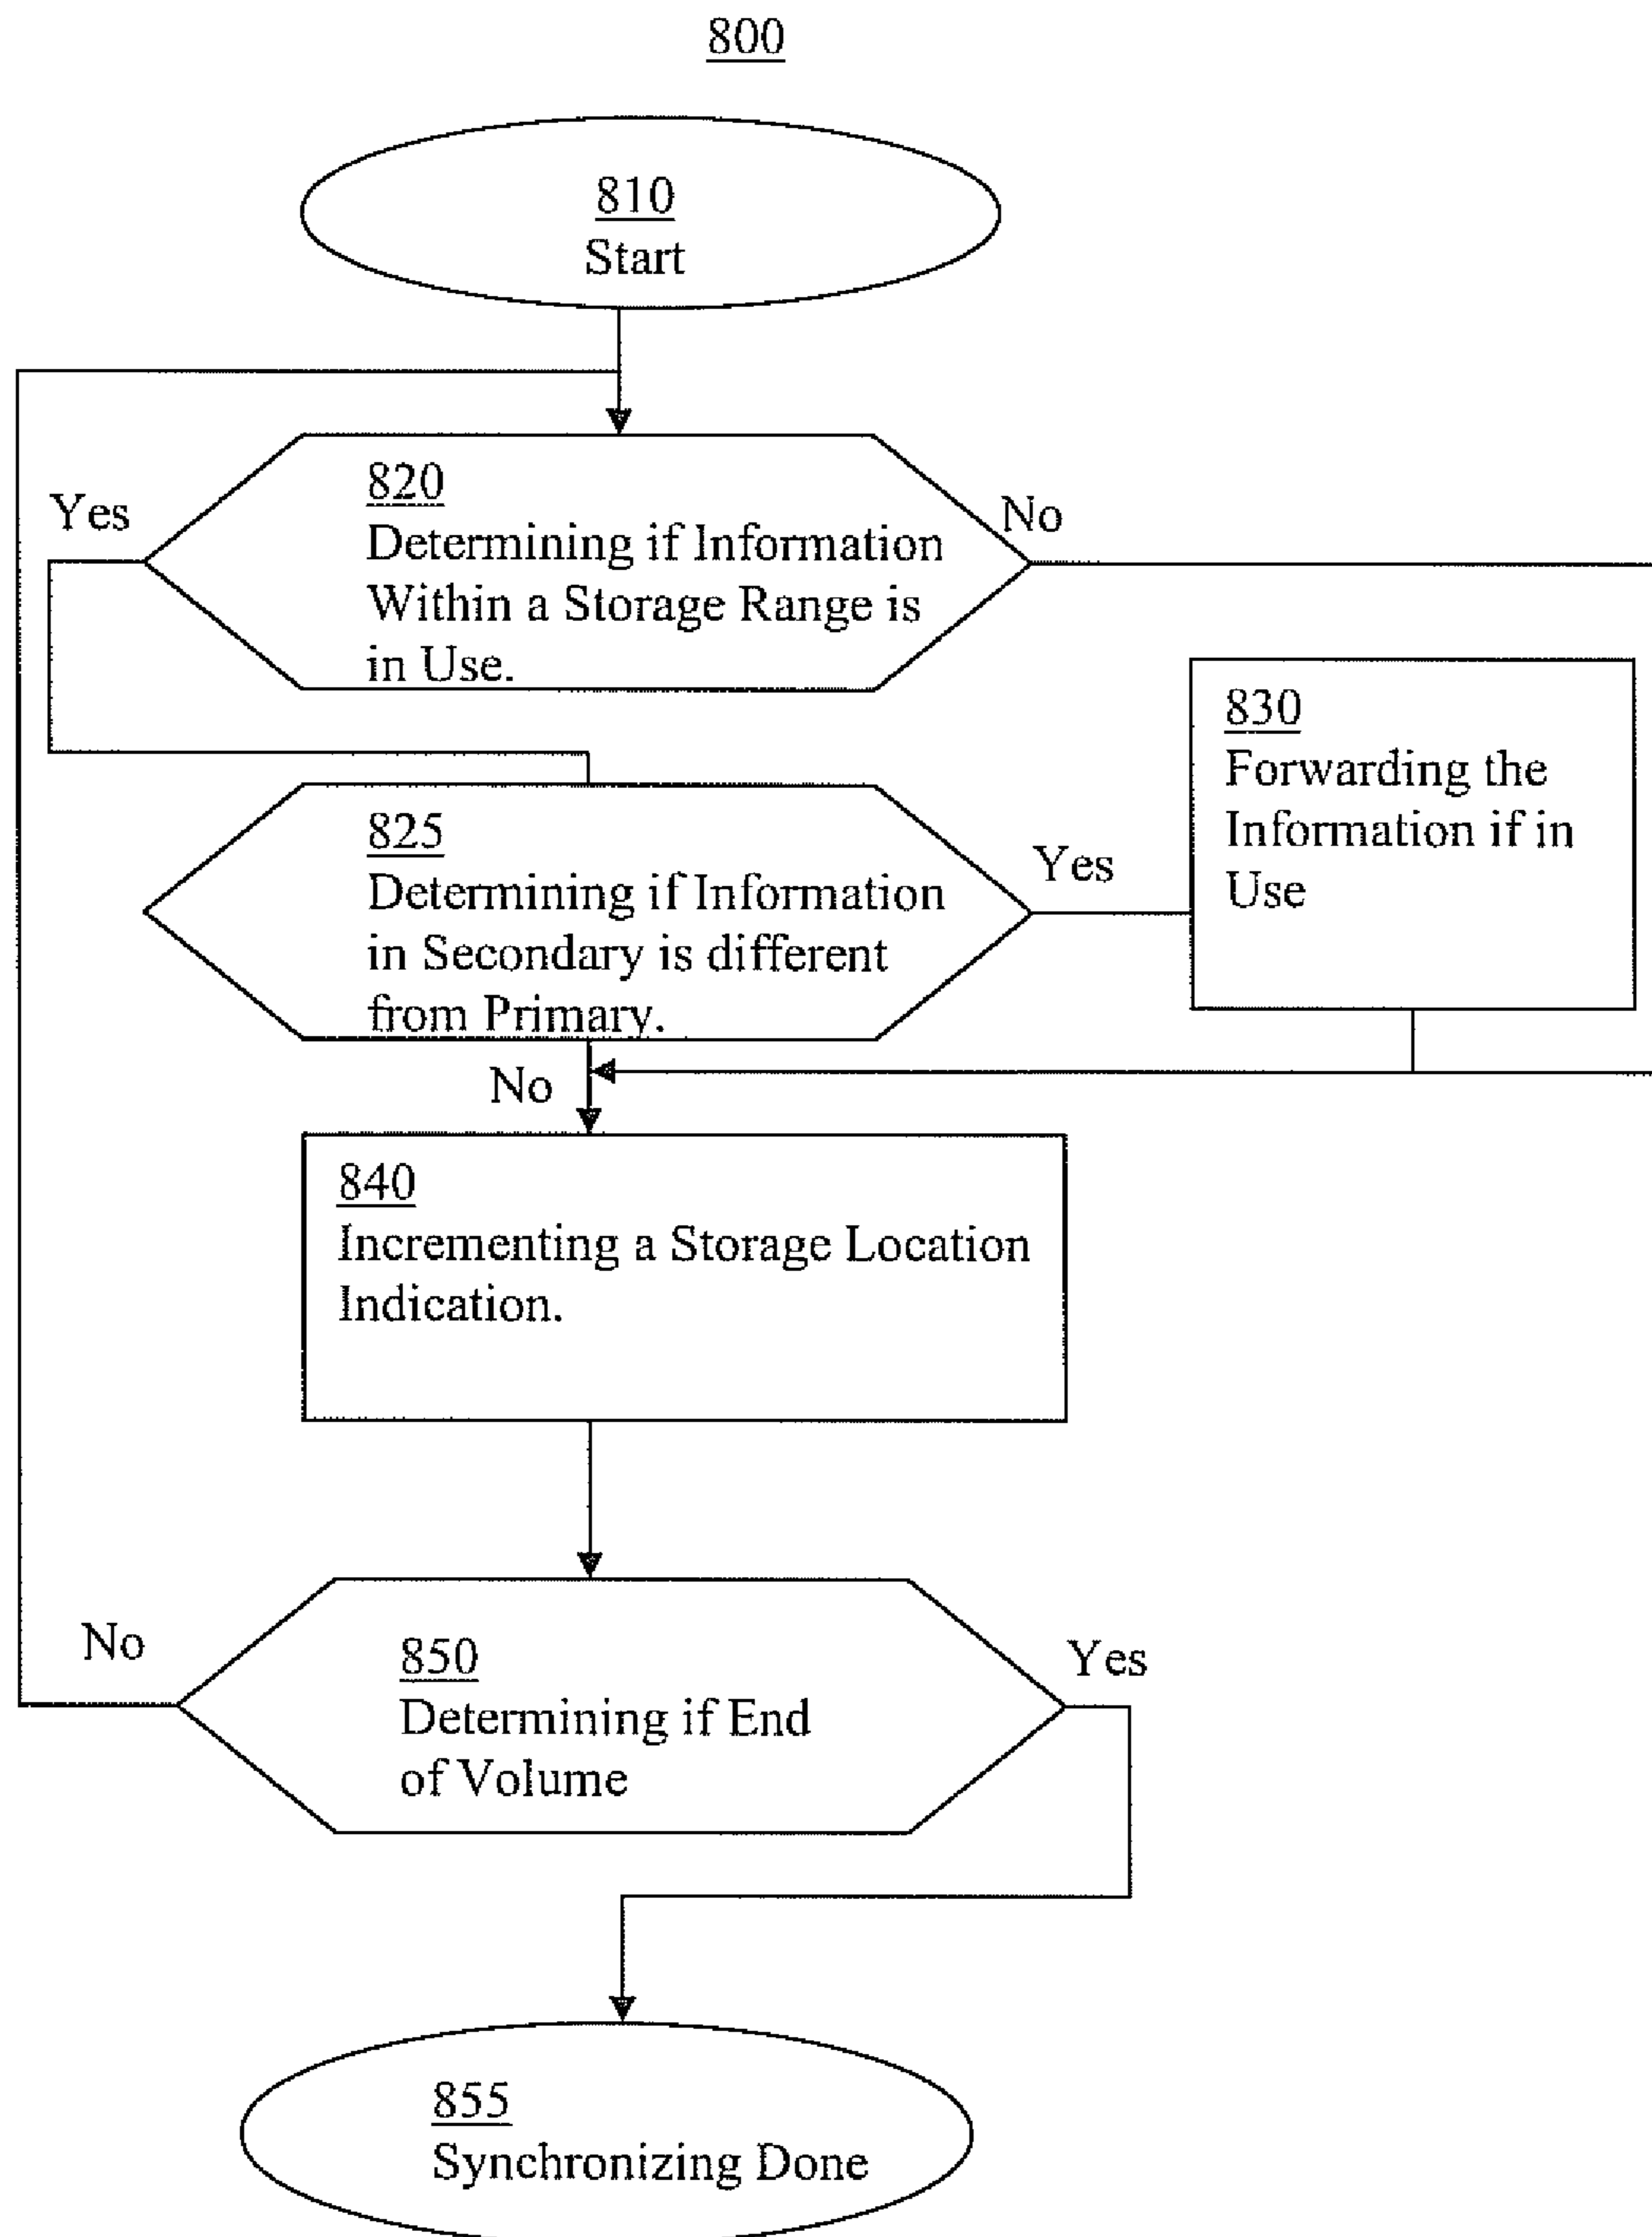 800
810
Start
Yes
No
820
Determining if Information
Within a Storage Range is
in Use.
830
Forwarding the
Information if in
Use
825
Determining if Information
in Secondary is different
from Primary.
Yes
No
840
Incrementing a Storage Location
Indication.
No
Yes
850
Determining if End
of Volume
855
Synchronizing Done